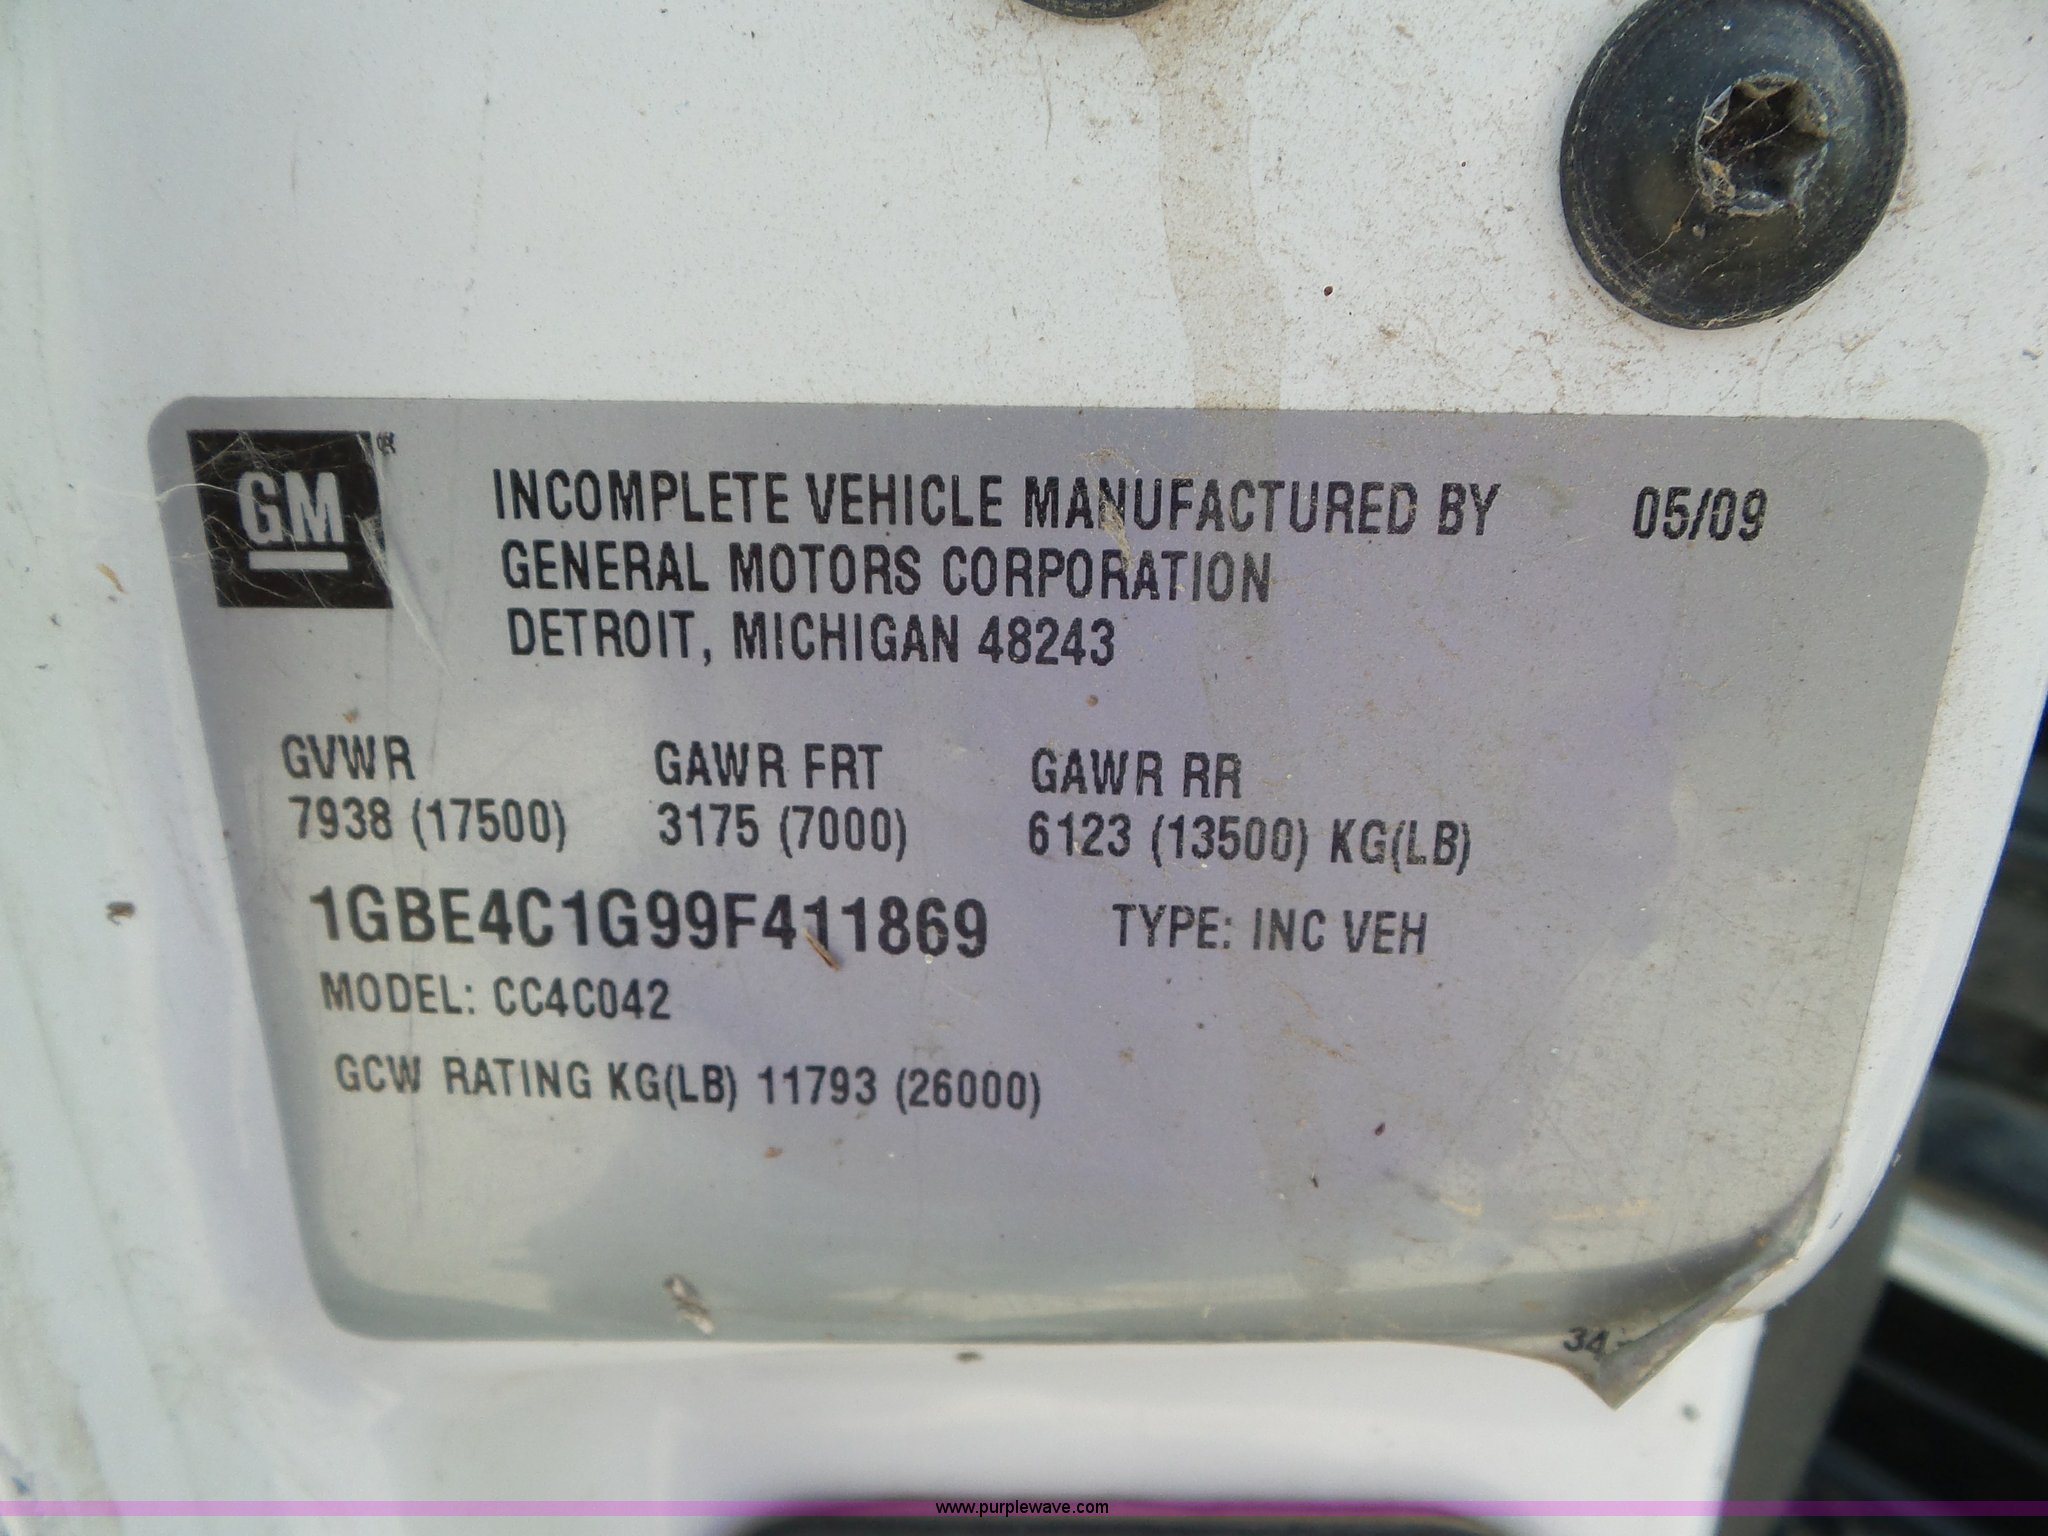 GM®
INCOMPLETE VEHICLE MANUFACTURED BY 05/09
GENERAL MOTORS CORPORATION
DETROIT, MICHIGAN 48243
GVWR GAWR FRT GAWR RR
7938 (17500) 3175 (7000) 6123 (13500) KG(LB)
1GBE4C1G99F411869 TYPE: INC VEH
MODEL: CC4C042
GCW RATING KG(LB) 11793 (26000)
34
www.purplewave.com